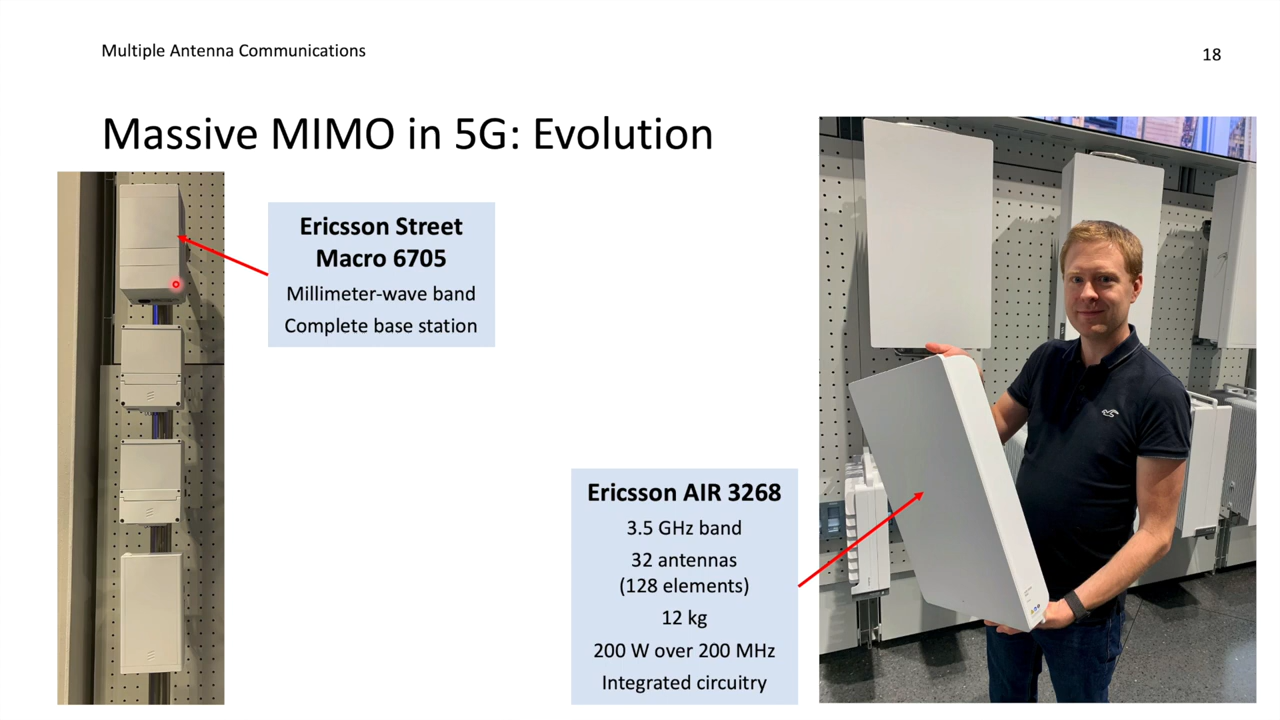 Multiple Antenna Communications
18
Massive MIMO in 5G: Evolution
Ericsson Street
Macro 6705
Millimeter-wave band
Complete base station
Ericsson AIR 3268
3.5 GHz band
32 antennas
(128 elements)
12 kg
200 W over 200 MHz
Integrated circuitry